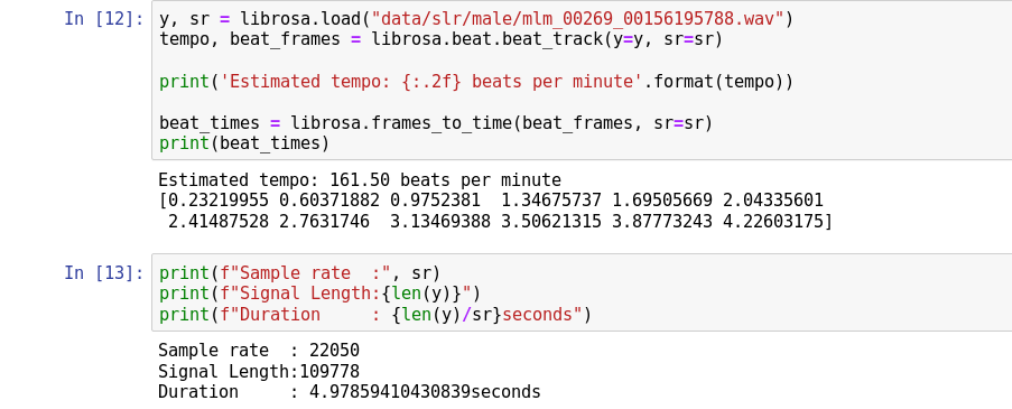 In [12]: y, sr = librosa.load("data/slr/male/mlm_00269_00156195788.wav")
tempo, beat_frames = librosa.beat.beat_track(y=y, sr=sr)
print('Estimated tempo: {:.2f} beats per minute'.format(tempo))
beat_times = librosa.frames_to_time(beat_frames, sr=sr)
print(beat_times)
Estimated tempo: 161.50 beats per minute
[0.23219955 0.60371882 0.9752381  1.34675737 1.69505669 2.04335601
 2.41487528 2.7631746  3.13469388 3.50621315 3.87773243 4.22603175]
In [13]: print(f"Sample rate  :", sr)
print(f"Signal Length:{len(y)}")
print(f"Duration     : {len(y)/sr}seconds")
Sample rate  : 22050
Signal Length:109778
Duration     : 4.97859410430839seconds